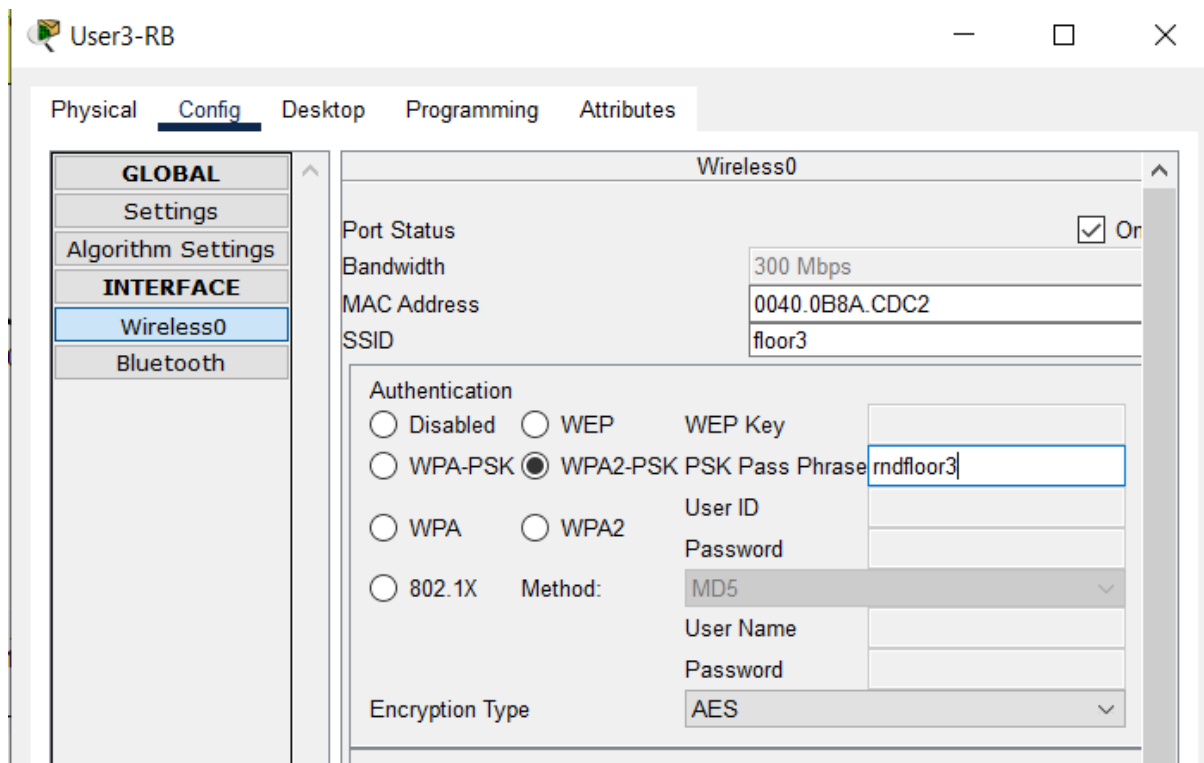 User3-RB
Physical Config Desktop Programming Attributes
GLOBAL
Settings
Algorithm Settings
INTERFACE
Wireless0
Bluetooth
Wireless0
Port Status On
Bandwidth 300 Mbps
MAC Address 0040.0B8A.CDC2
SSID floor3
Authentication
Disabled WEP WEP Key
WPA-PSK WPA2-PSK PSK Pass Phrase rndfloor3
WPA WPA2 User ID
Password
802.1X Method: MD5
User Name
Password
Encryption Type AES